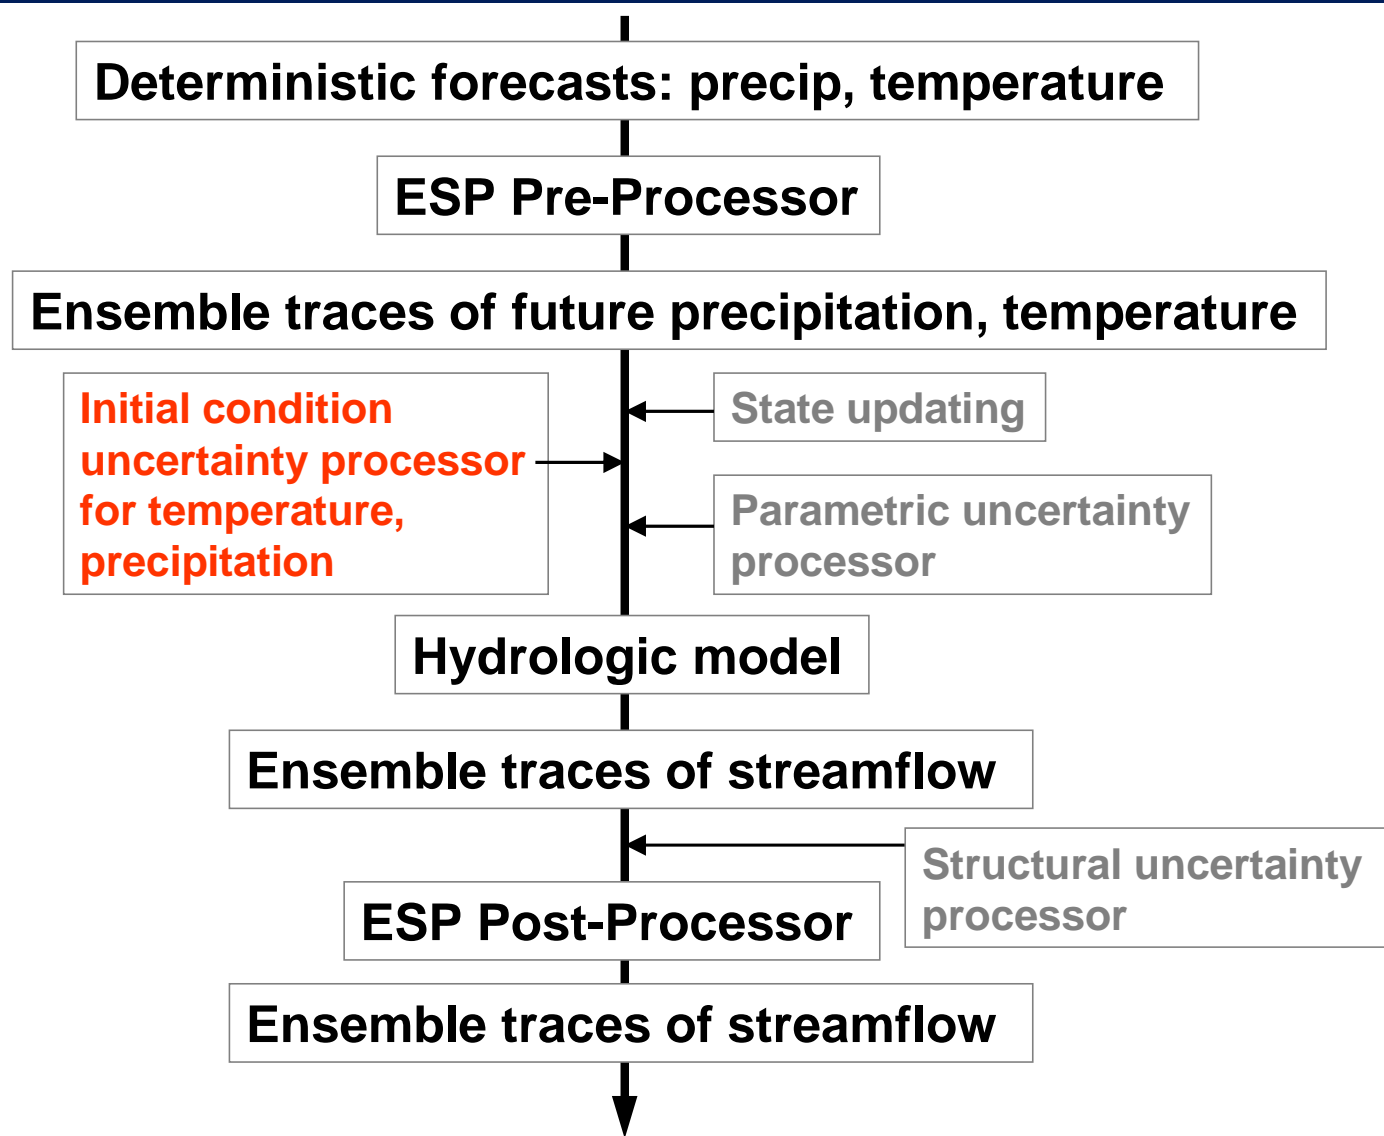 Deterministic forecasts: precip, temperature
ESP Pre-Processor
Ensemble traces of future precipitation, temperature
Initial condition
uncertainty processor
for temperature,
precipitation
State updating
Parametric uncertainty
processor
Hydrologic model
Ensemble traces of streamflow
Structural uncertainty
processor
ESP Post-Processor
Ensemble traces of streamflow